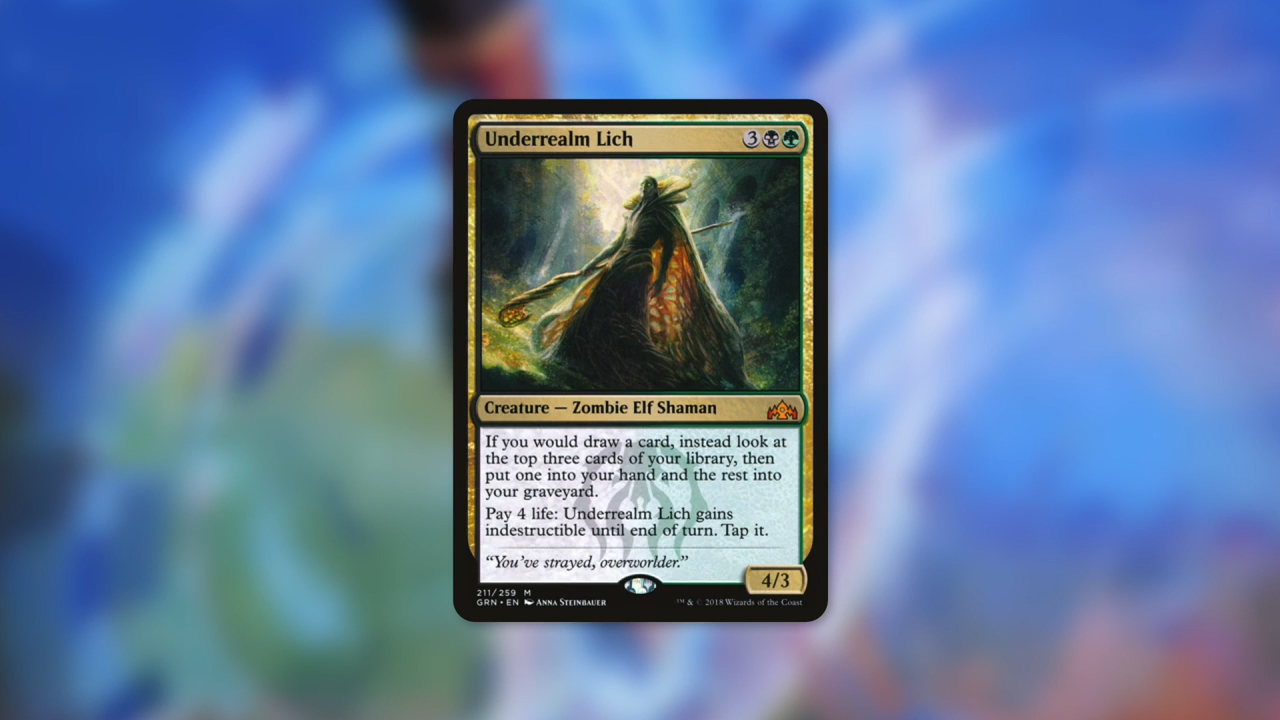 Underrealm Lich 3
Creature — Zombie Elf Shaman
If you would draw a card, instead look at
the top three cards of your library, then
put one into your hand and the rest into
your graveyard.
Pay 4 life: Underrealm Lich gains
indestructible until end of turn. Tap it.
“You’ve strayed, overworlder.”
4/3
211/259 M
GRN • EN Anna Steinbauer
™ & © 2018 Wizards of the Coast